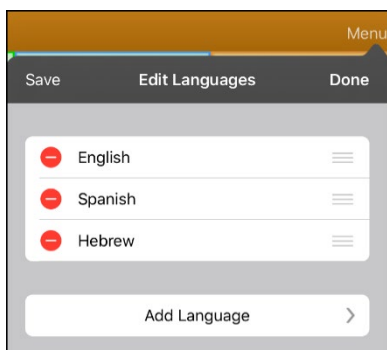 Menu
Save Edit Languages Done
English
Spanish
Hebrew
Add Language